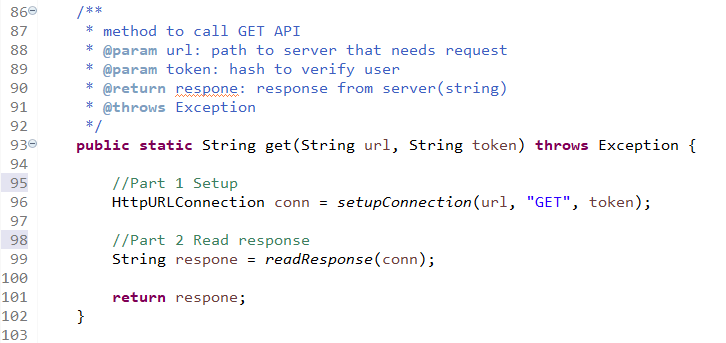 86 /**
87 * method to call GET API
88 * @param url: path to server that needs request
89 * @param token: hash to verify user
90 * @return respone: response from server(string)
91 * @throws Exception
92 */
93 public static String get(String url, String token) throws Exception {
94
95 //Part 1 Setup
96 HttpURLConnection conn = setupConnection(url, "GET", token);
97
98 //Part 2 Read response
99 String respone = readResponse(conn);
100
101 return respone;
102 }
103